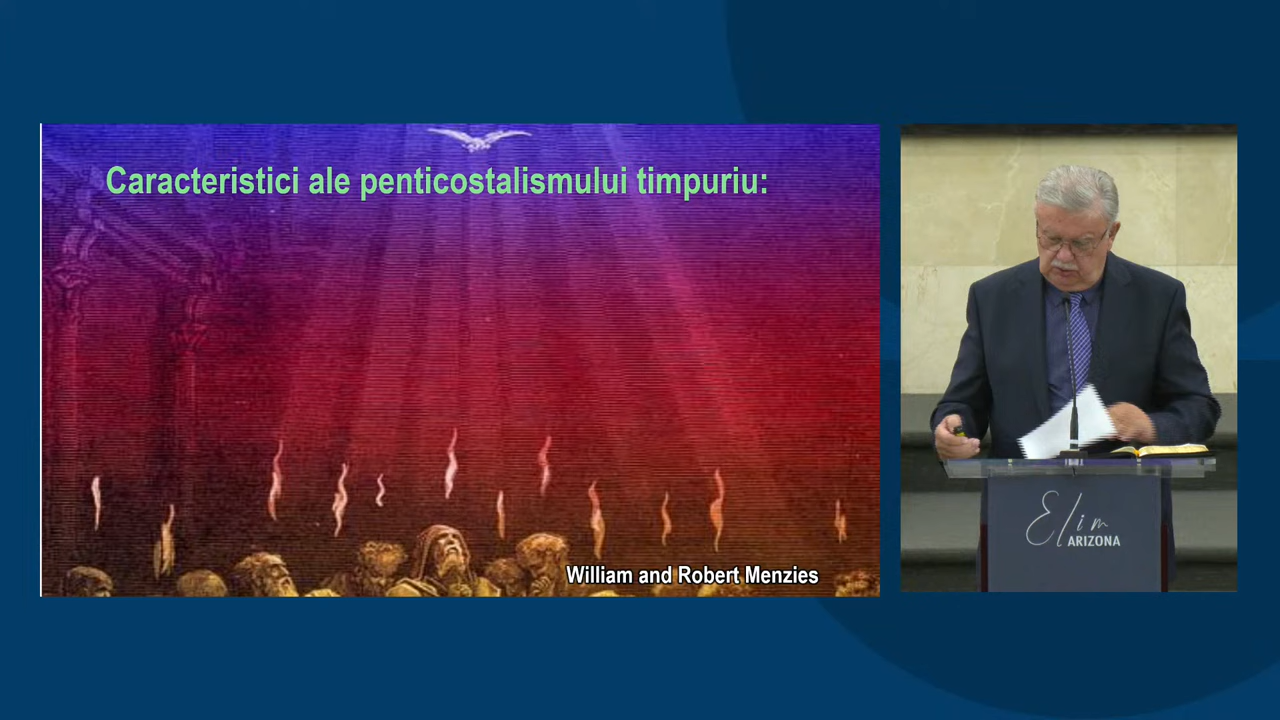 Caracteristici ale penticostalismului timpuriu:
William and Robert Menzies
Elim
ARIZONA